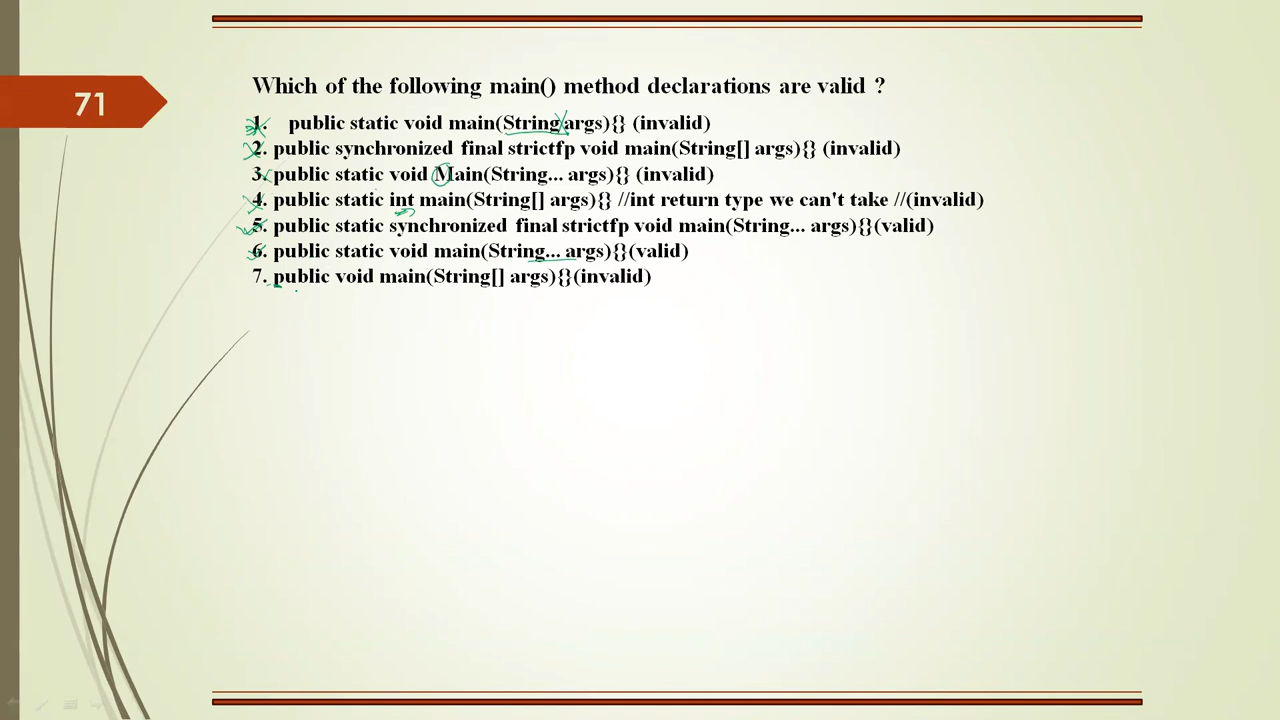 71
Which of the following main() method declarations are valid ?
1. public static void main(String args){} (invalid)
2. public synchronized final strictfp void main(String[] args){} (invalid)
3. public static void Main(String... args){} (invalid)
4. public static int main(String[] args){} //int return type we can't take //(invalid)
5. public static synchronized final strictfp void main(String... args){}(valid)
6. public static void main(String... args){}(valid)
7. public void main(String[] args){}(invalid)